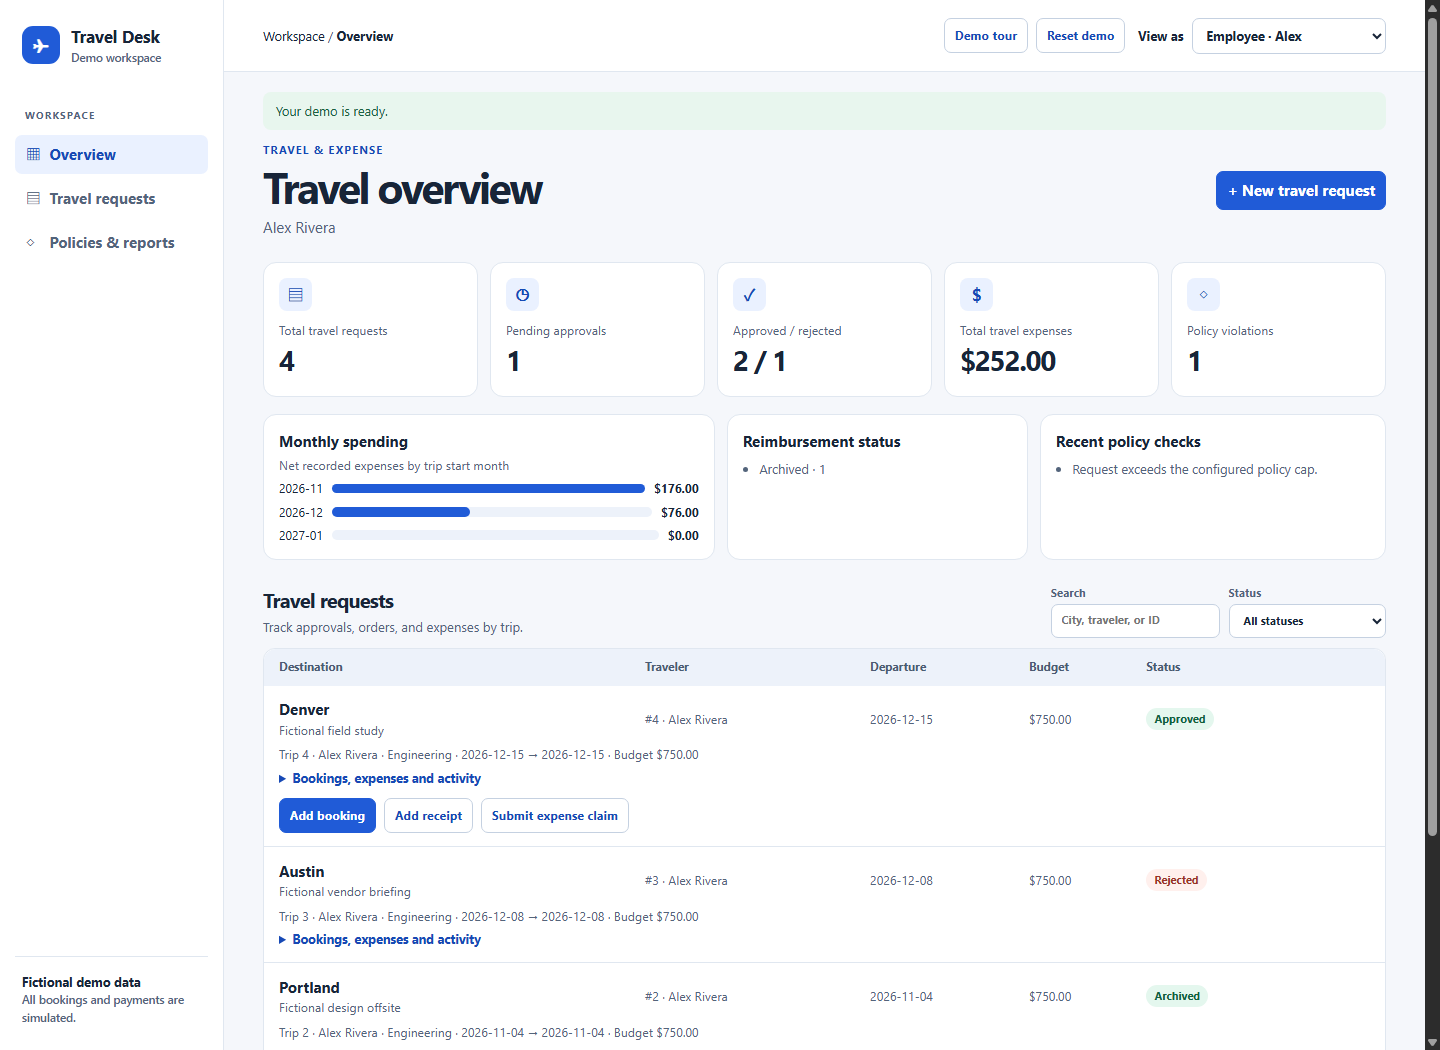 Travel Desk
Demo workspace
WORKSPACE
Overview
Travel requests
Policies & reports
Fictional demo data
All bookings and payments are
simulated.
Workspace / Overview
Demo tour
Reset demo
View as
Employee · Alex
Your demo is ready.
TRAVEL & EXPENSE
Travel overview
+ New travel request
Alex Rivera
Total travel requests
4
Pending approvals
1
Approved / rejected
2 / 1
$
Total travel expenses
$252.00
Policy violations
1
Monthly spending
Net recorded expenses by trip start month
2026-11 $176.00
2026-12 $76.00
2027-01 $0.00
Reimbursement status
• Archived · 1
Recent policy checks
• Request exceeds the configured policy cap.
Travel requests
Track approvals, orders, and expenses by trip.
Search
City, traveler, or ID
Status
All statuses
Destination Traveler Departure Budget Status
Denver
Fictional field study
#4 · Alex Rivera 2026-12-15 $750.00 Approved
Trip 4 · Alex Rivera · Engineering · 2026-12-15 → 2026-12-15 · Budget $750.00
▶ Bookings, expenses and activity
Add booking Add receipt Submit expense claim
Austin
Fictional vendor briefing
#3 · Alex Rivera 2026-12-08 $750.00 Rejected
Trip 3 · Alex Rivera · Engineering · 2026-12-08 → 2026-12-08 · Budget $750.00
▶ Bookings, expenses and activity
Portland
Fictional design offsite
#2 · Alex Rivera 2026-11-04 $750.00 Archived
Trip 2 · Alex Rivera · Engineering · 2026-11-04 → 2026-11-04 · Budget $750.00